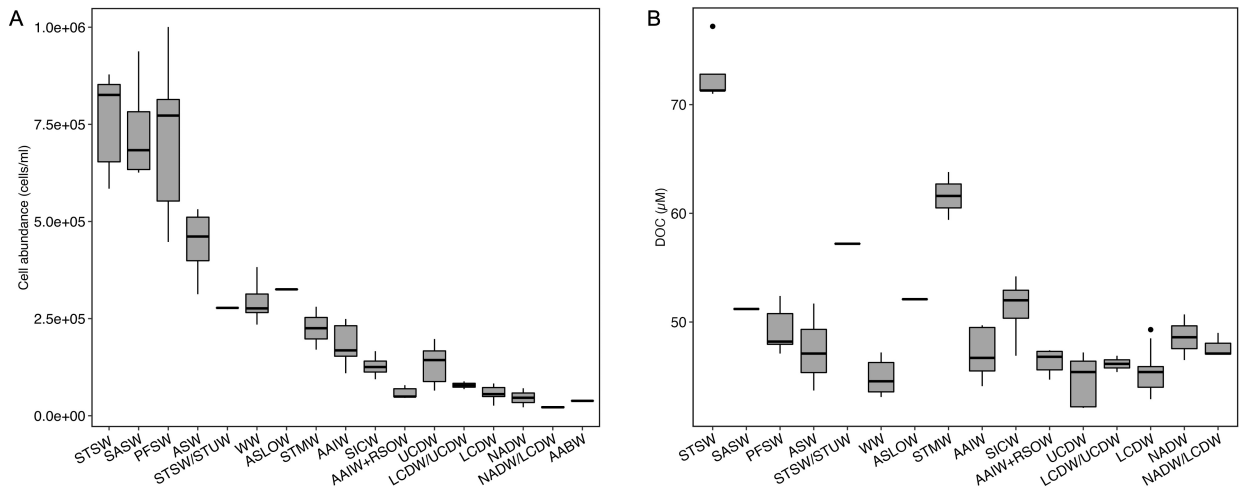 A
Cell abundance (cells/ml)
1.0e+06
7.5e+05
5.0e+05
2.5e+05
0.0e+00
STSW
SASW
PFSW
ASW
STSW/STUW
WW
ASLOW
STMW
AAIW
SICW
AAIW+RSOW
UCDW
LCDW/UCDW
LCDW
NADW
NADW/LCDW
AABW
B
DOC (µM)
70
60
50
STSW
SASW
PFSW
ASW
STSW/STUW
WW
ASLOW
STMW
AAIW
SICW
AAIW+RSOW
UCDW
LCDW/UCDW
LCDW
NADW
NADW/LCDW